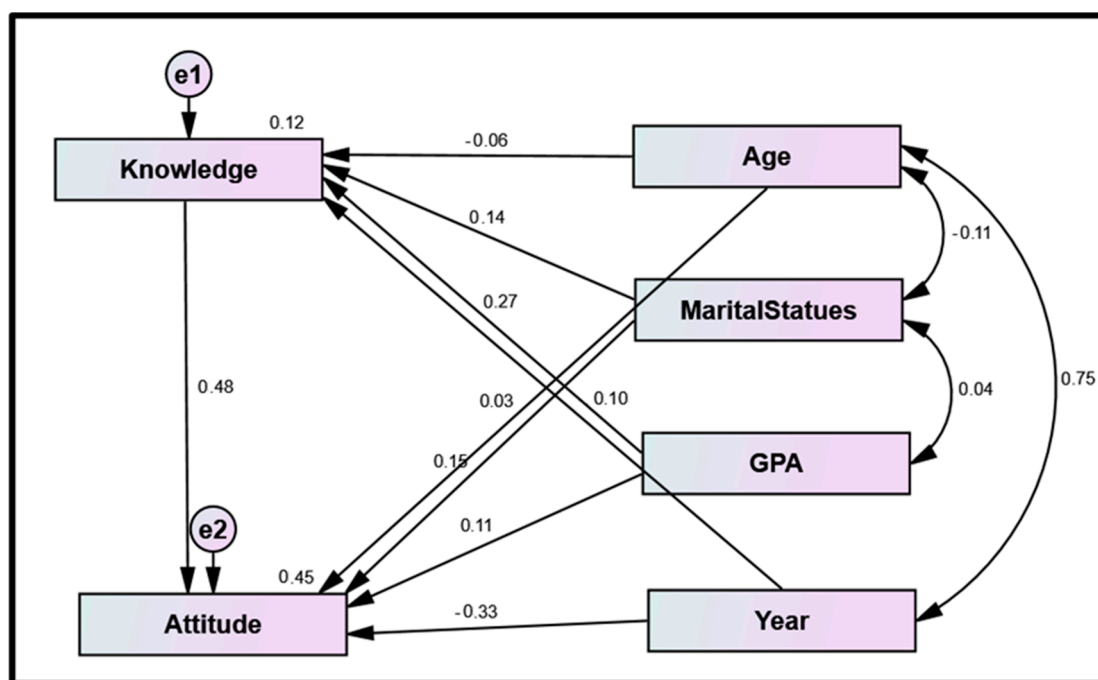 e1
0.12
Knowledge
-0.06
Age
0.14
-0.11
0.27
MaritalStatues
0.48
0.03
0.10
0.04
0.75
0.15
GPA
0.11
e2
0.45
Attitude
-0.33
Year